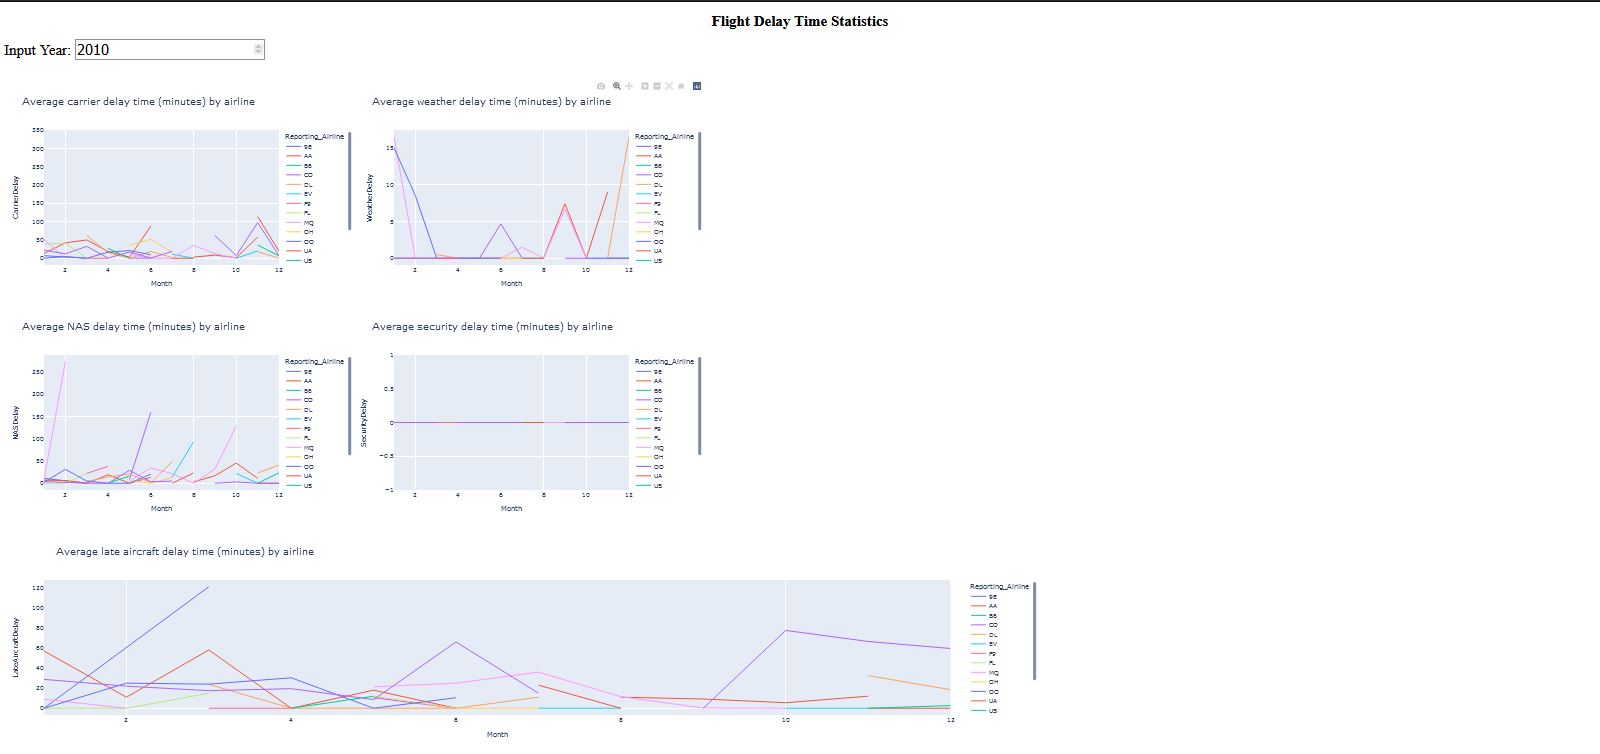 Flight Delay Time Statistics
Input Year: 2010
Average carrier delay time (minutes) by airline
CarrierDelay
350
300
250
200
150
100
50
0
2 4 6 8 10 12
Month
Reporting_Airline
9E
AA
B6
CO
DL
EV
F9
FL
MQ
OH
OO
UA
US
Average weather delay time (minutes) by airline
WeatherDelay
15
10
5
0
2 4 6 8 10 12
Month
Reporting_Airline
9E
AA
B6
CO
DL
EV
F9
FL
MQ
OH
OO
UA
US
Average NAS delay time (minutes) by airline
NASDelay
250
200
150
100
50
0
2 4 6 8 10 12
Month
Reporting_Airline
9E
AA
B6
CO
DL
EV
F9
FL
MQ
OH
OO
UA
US
Average security delay time (minutes) by airline
SecurityDelay
1
0.5
0
−0.5
−1
2 4 6 8 10 12
Month
Reporting_Airline
9E
AA
B6
CO
DL
EV
F9
FL
MQ
OH
OO
UA
US
Average late aircraft delay time (minutes) by airline
LateAircraftDelay
120
100
80
60
40
20
0
2 4 6 8 10 12
Month
Reporting_Airline
9E
AA
B6
CO
DL
EV
F9
FL
MQ
OH
OO
UA
US